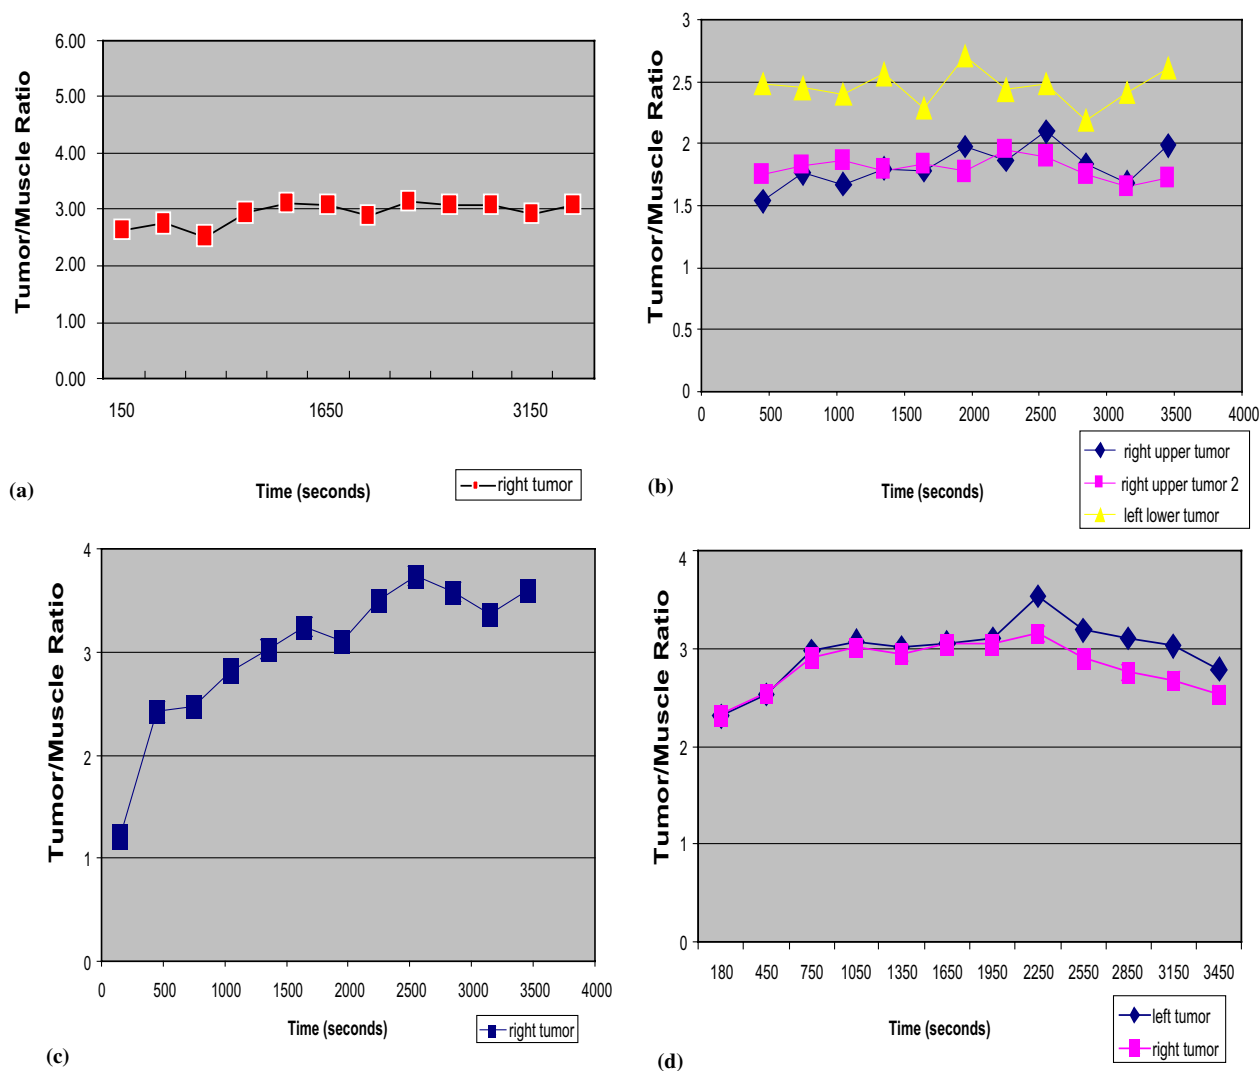 Tumor/Muscle Ratio
6.00
5.00
4.00
3.00
2.00
1.00
0.00
150 1650 3150
Time (seconds)
right tumor
(a)
Tumor/Muscle Ratio
3
2.5
2
1.5
1
0.5
0
0 500 1000 1500 2000 2500 3000 3500 4000
Time (seconds)
right upper tumor
right upper tumor 2
left lower tumor
(b)
Tumor/Muscle Ratio
4
3
2
1
0
0 500 1000 1500 2000 2500 3000 3500 4000
Time (seconds)
right tumor
(c)
Tumor/Muscle Ratio
4
3
2
1
0
180 450 750 1050 1350 1650 1950 2250 2550 2850 3150 3450
Time (seconds)
left tumor
right tumor
(d)